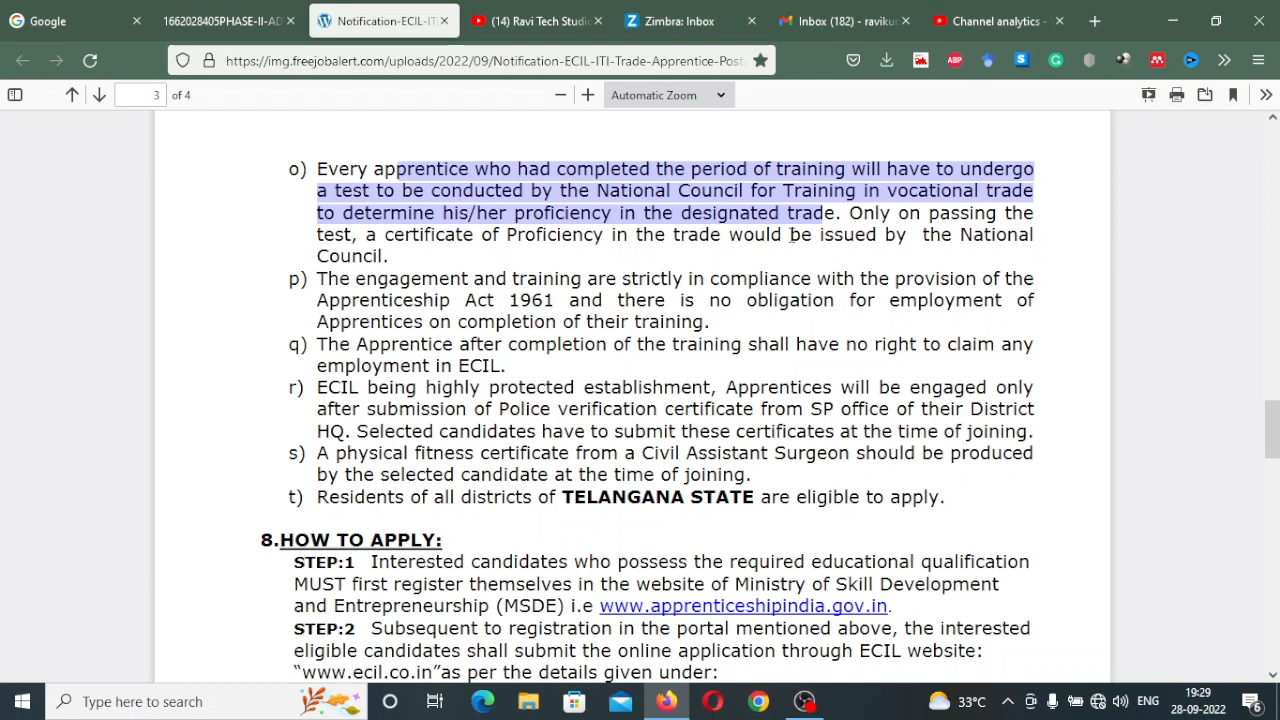 Google
1662028405PHASE-II-AD
Notification-ECIL-ITI
(14) Ravi Tech Studi
Zimbra: Inbox
Inbox (182) - raviku
Channel analytics -
https://img.freejobalert.com/uploads/2022/09/Notification-ECIL-ITI-Trade-Apprentice-Post
3 of 4
Automatic Zoom
o) Every apprentice who had completed the period of training will have to undergo
a test to be conducted by the National Council for Training in vocational trade
to determine his/her proficiency in the designated trade. Only on passing the
test, a certificate of Proficiency in the trade would be issued by the National
Council.
p) The engagement and training are strictly in compliance with the provision of the
Apprenticeship Act 1961 and there is no obligation for employment of
Apprentices on completion of their training.
q) The Apprentice after completion of the training shall have no right to claim any
employment in ECIL.
r) ECIL being highly protected establishment, Apprentices will be engaged only
after submission of Police verification certificate from SP office of their District
HQ. Selected candidates have to submit these certificates at the time of joining.
s) A physical fitness certificate from a Civil Assistant Surgeon should be produced
by the selected candidate at the time of joining.
t) Residents of all districts of TELANGANA STATE are eligible to apply.
8.HOW TO APPLY:
STEP:1 Interested candidates who possess the required educational qualification
MUST first register themselves in the website of Ministry of Skill Development
and Entrepreneurship (MSDE) i.e www.apprenticeshipindia.gov.in.
STEP:2 Subsequent to registration in the portal mentioned above, the interested
eligible candidates shall submit the online application through ECIL website:
“www.ecil.co.in”as per the details given under:
Type here to search
33°C
ENG
19:29
28-09-2022
6